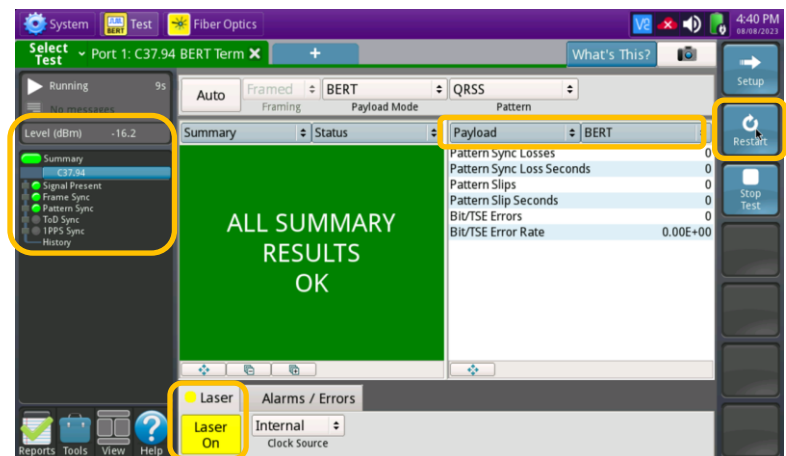 System
Test
Fiber Optics
4:40 PM
08/08/2023
Select Test
Port 1: C37.94 BERT Term
What's This?
Setup
Running 9s
No messages
Auto
Framed
BERT
QRSS
Framing
Payload Mode
Pattern
Restart
Level (dBm) -16.2
Summary
Status
Payload
BERT
Summary
C37.94
Signal Present
Frame Sync
Pattern Sync
ToD Sync
1PPS Sync
History
ALL SUMMARY
RESULTS
OK
Pattern Sync Losses 0
Pattern Sync Loss Seconds 0
Pattern Slips 0
Pattern Slip Seconds 0
Bit/TSE Errors 0
Bit/TSE Error Rate 0.00E+00
Stop
Test
Laser
Alarms / Errors
Laser
On
Internal
Clock Source
Reports
Tools
View
Help